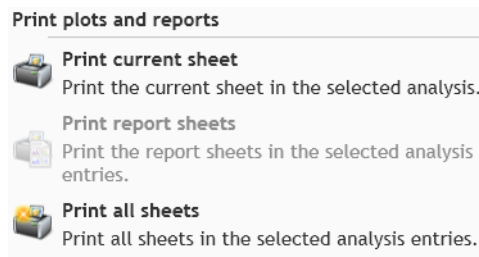 Print plots and reports
Print current sheet
Print the current sheet in the selected analysis.
Print report sheets
Print the report sheets in the selected analysis
entries.
Print all sheets
Print all sheets in the selected analysis entries.